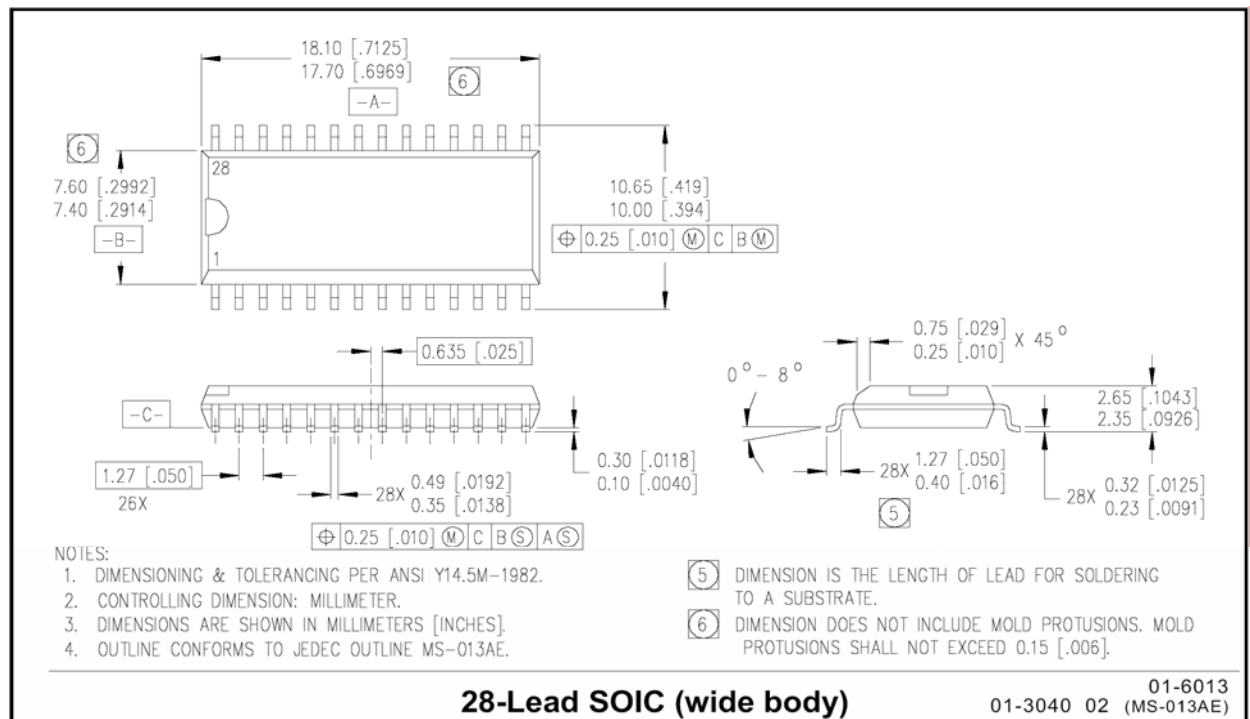 18.10 [.7125]
17.70 [.6969]
6
-A-
6
28
7.60 [.2992]
7.40 [.2914]
-B-
1
10.65 [.419]
10.00 [.394]
⌖ 0.25 [.010] Ⓜ C B Ⓜ
0.635 [.025]
0.75 [.029]
0.25 [.010] X 45°
0° - 8°
-C-
2.65 [.1043]
2.35 [.0926]
1.27 [.050]
26X
28X 0.49 [.0192]
0.35 [.0138]
0.30 [.0118]
0.10 [.0040]
28X 1.27 [.050]
0.40 [.016]
5
28X 0.32 [.0125]
0.23 [.0091]
⌖ 0.25 [.010] Ⓜ C B Ⓢ A Ⓢ
NOTES:
1. DIMENSIONING & TOLERANCING PER ANSI Y14.5M-1982.
2. CONTROLLING DIMENSION: MILLIMETER.
3. DIMENSIONS ARE SHOWN IN MILLIMETERS [INCHES].
4. OUTLINE CONFORMS TO JEDEC OUTLINE MS-013AE.
5 DIMENSION IS THE LENGTH OF LEAD FOR SOLDERING
TO A SUBSTRATE.
6 DIMENSION DOES NOT INCLUDE MOLD PROTUSIONS. MOLD
PROTUSIONS SHALL NOT EXCEED 0.15 [.006].
28-Lead SOIC (wide body)
01-6013
01-3040 02 (MS-013AE)